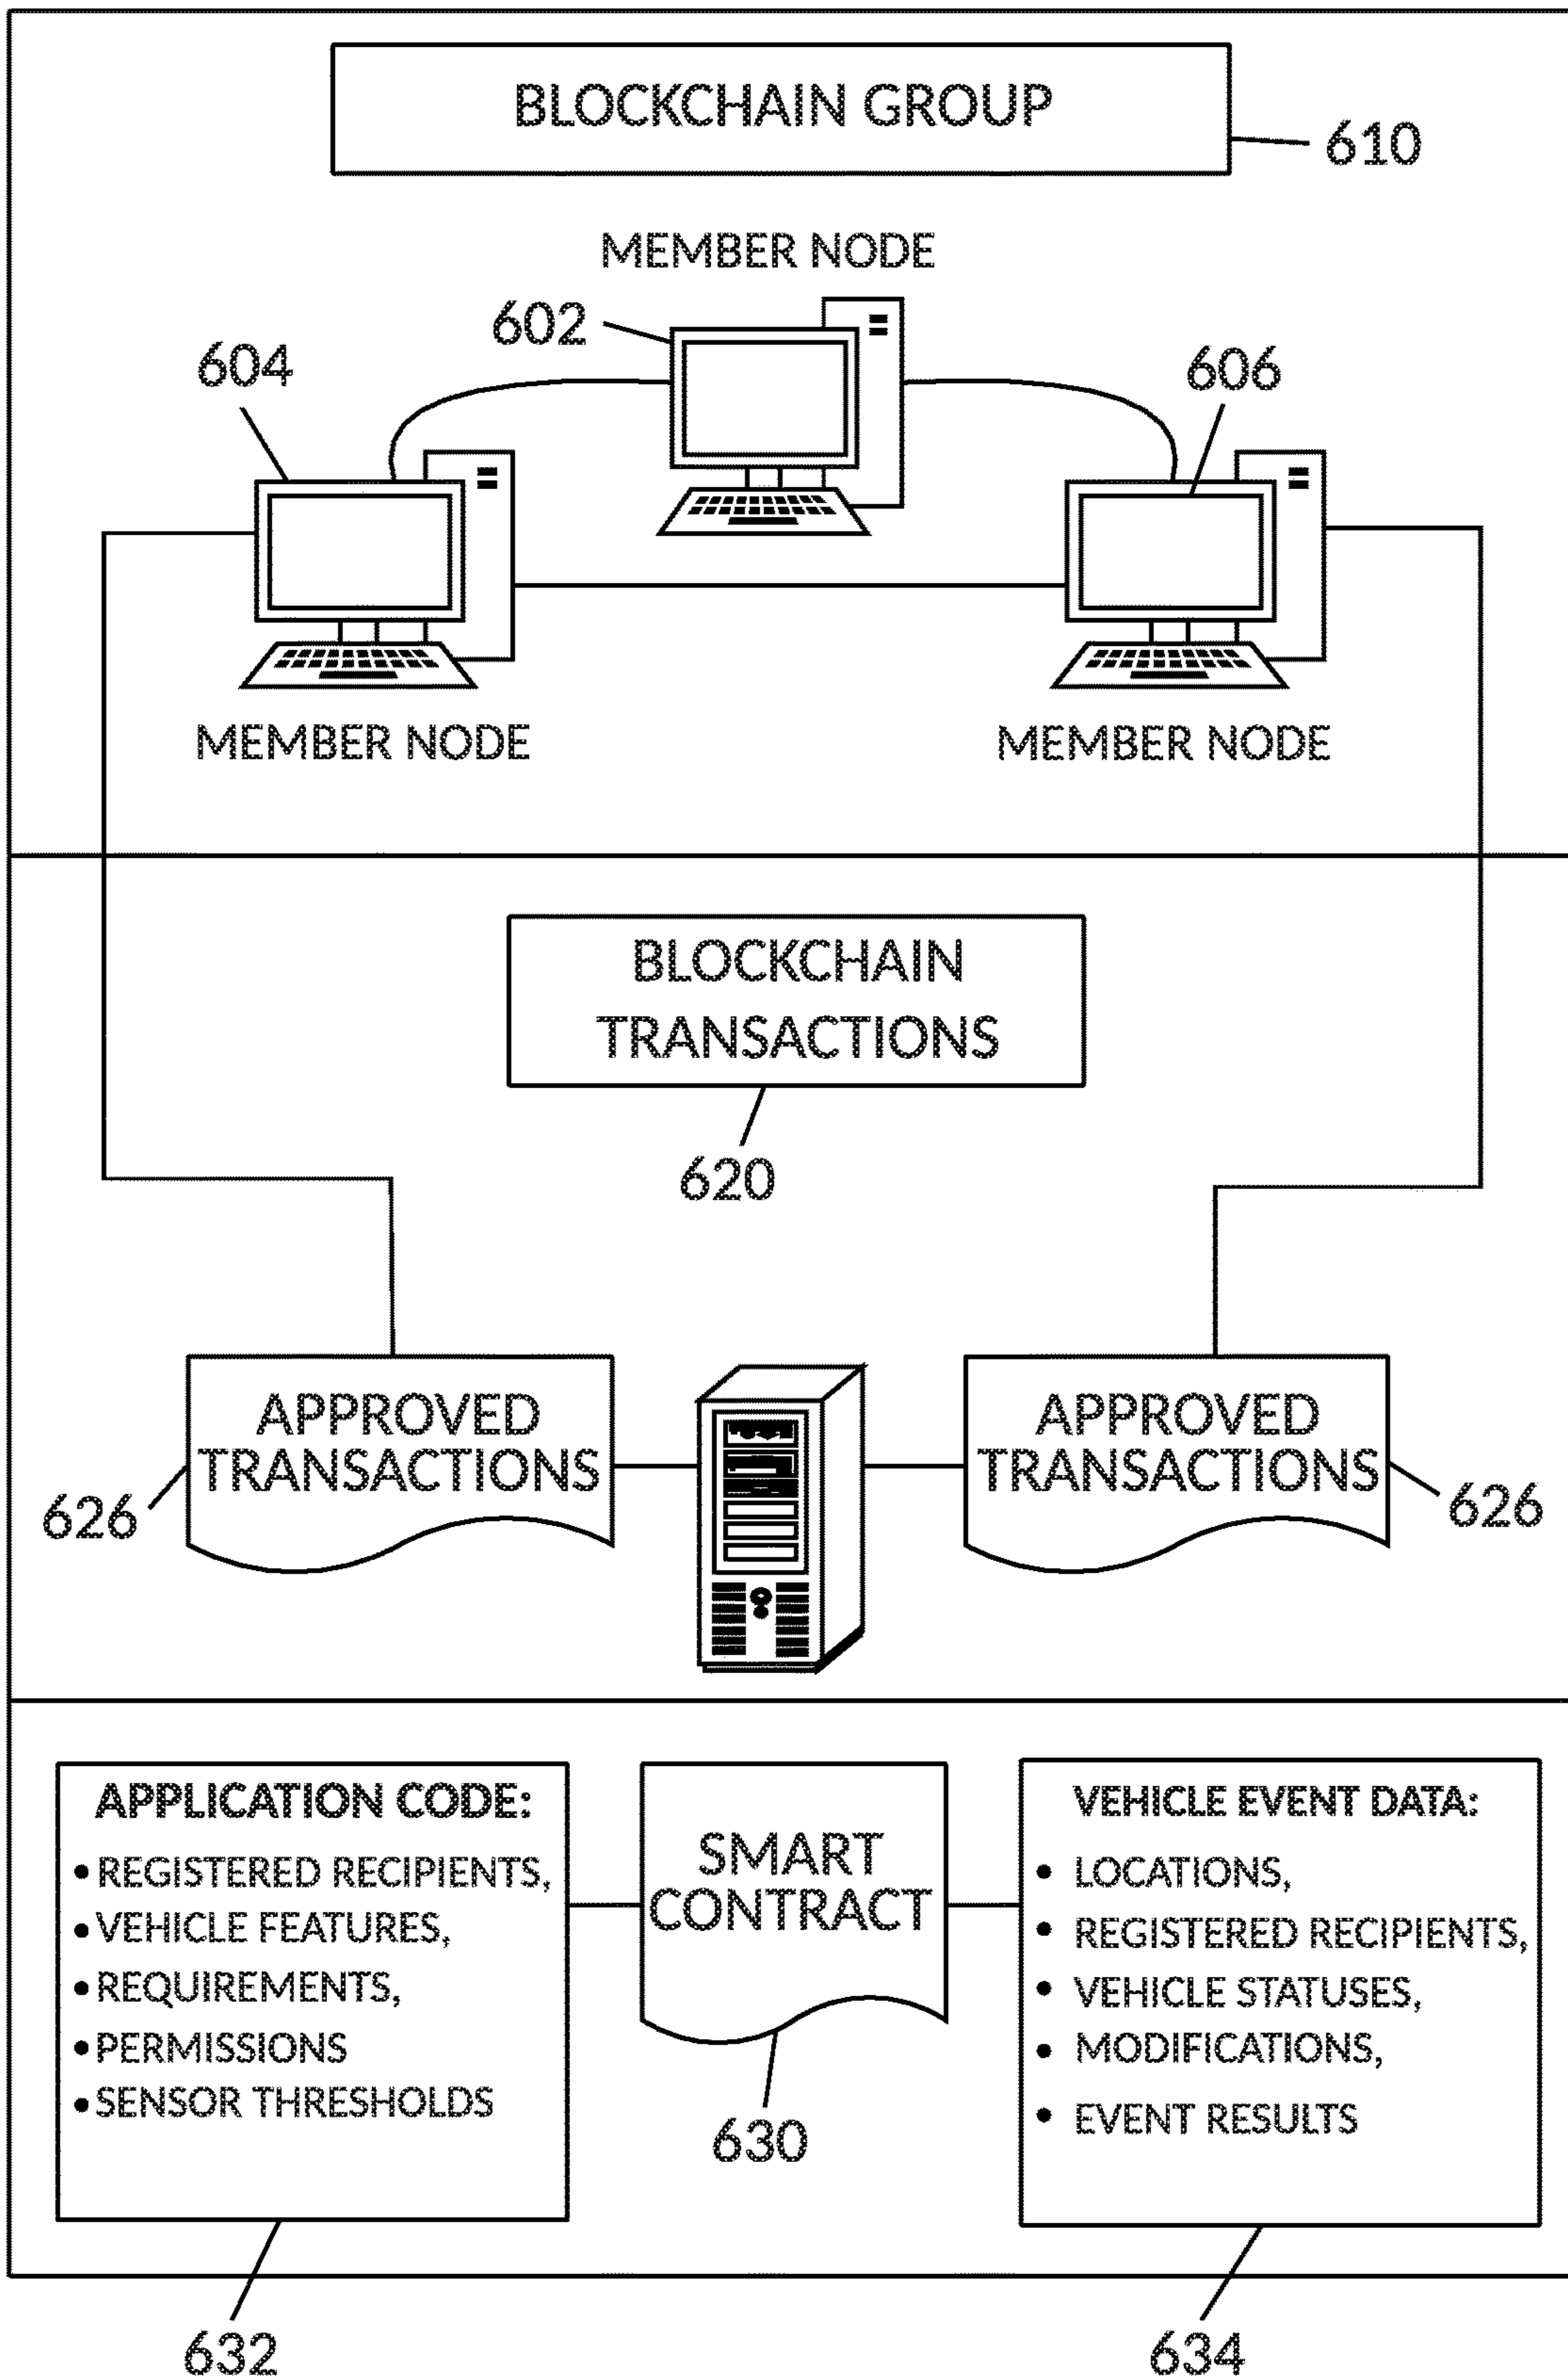 BLOCKCHAIN GROUP
610
MEMBER NODE
602
604
606
MEMBER NODE
MEMBER NODE
BLOCKCHAIN
TRANSACTIONS
620
APPROVED
TRANSACTIONS
626
APPROVED
TRANSACTIONS
626
APPLICATION CODE:
• REGISTERED RECIPIENTS,
• VEHICLE FEATURES,
• REQUIREMENTS,
• PERMISSIONS
• SENSOR THRESHOLDS
632
SMART
CONTRACT
630
VEHICLE EVENT DATA:
• LOCATIONS,
• REGISTERED RECIPIENTS,
• VEHICLE STATUSES,
• MODIFICATIONS,
• EVENT RESULTS
634